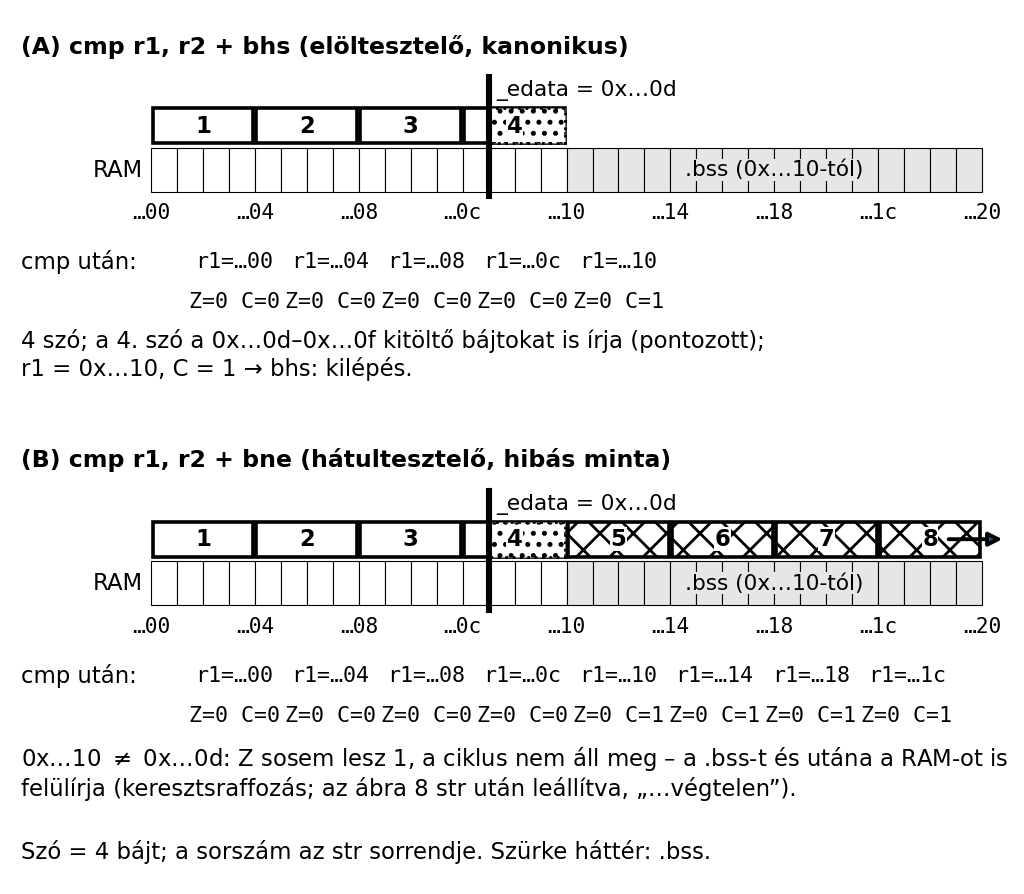 (A) cmp r1, r2 + bhs (elöltesztelő, kanonikus)
_edata = 0x…0d
1 2 3 4
RAM .bss (0x…10-tól)
…00 …04 …08 …0c …10 …14 …18 …1c …20
cmp után: r1=…00 r1=…04 r1=…08 r1=…0c r1=…10
Z=0 C=0 Z=0 C=0 Z=0 C=0 Z=0 C=0 Z=0 C=1
4 szó; a 4. szó a 0x…0d–0x…0f kitöltő bájtokat is írja (pontozott);
r1 = 0x…10, C = 1 → bhs: kilépés.
(B) cmp r1, r2 + bne (hátultesztelő, hibás minta)
_edata = 0x…0d
1 2 3 4 5 6 7 8
RAM .bss (0x…10-tól)
…00 …04 …08 …0c …10 …14 …18 …1c …20
cmp után: r1=…00 r1=…04 r1=…08 r1=…0c r1=…10 r1=…14 r1=…18 r1=…1c
Z=0 C=0 Z=0 C=0 Z=0 C=0 Z=0 C=0 Z=0 C=1 Z=0 C=1 Z=0 C=1 Z=0 C=1
0x…10 ≠ 0x…0d: Z sosem lesz 1, a ciklus nem áll meg – a .bss-t és utána a RAM-ot is
felülírja (keresztsraffozás; az ábra 8 str után leállítva, „…végtelen”).
Szó = 4 bájt; a sorszám az str sorrendje. Szürke háttér: .bss.